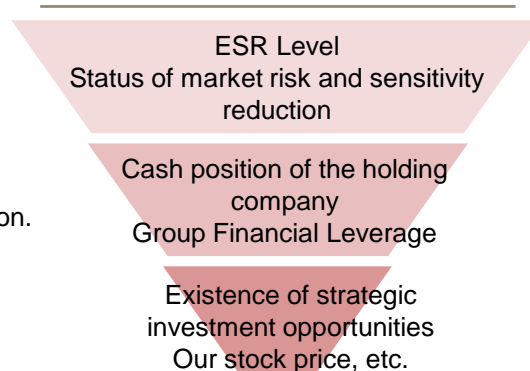 ESR Level
Status of market risk and sensitivity
reduction
Cash position of the holding
company
on.
Group Financial Leverage
Existence of strategic
investment opportunities
Our stock price, etc.